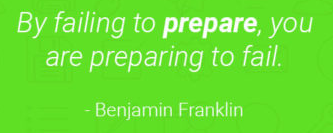 By failing to prepare, you
are preparing to fail.
- Benjamin Franklin